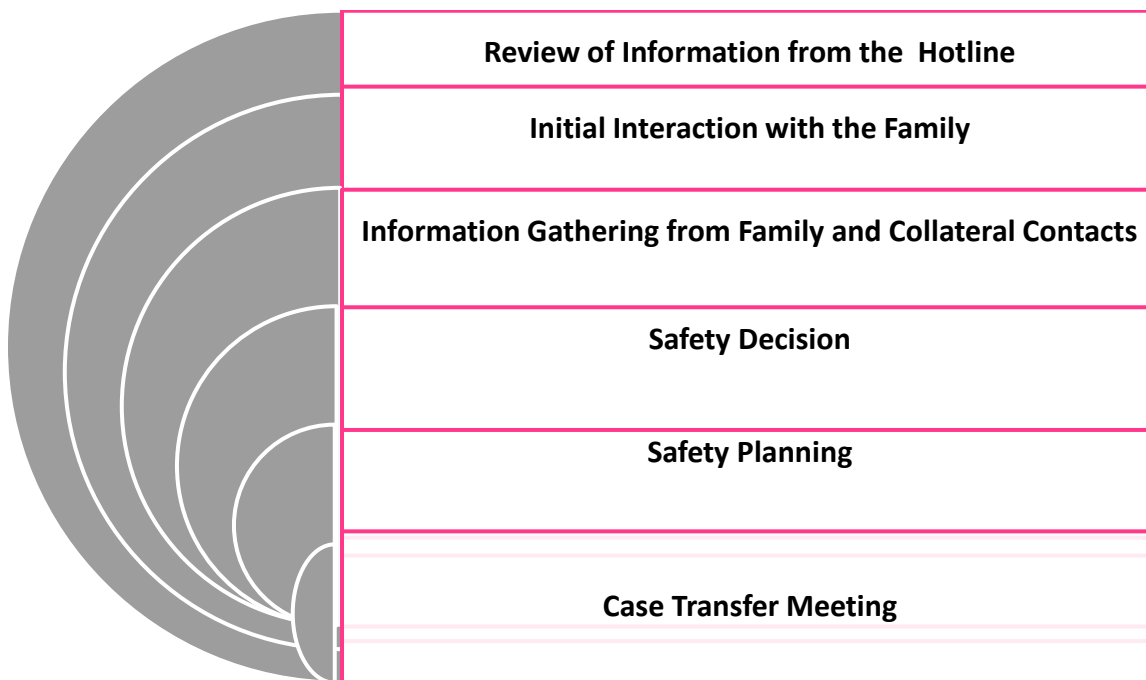 Review of Information from the  Hotline
Initial Interaction with the Family
Information Gathering from Family and Collateral Contacts
Safety Decision
Safety Planning
Case Transfer Meeting